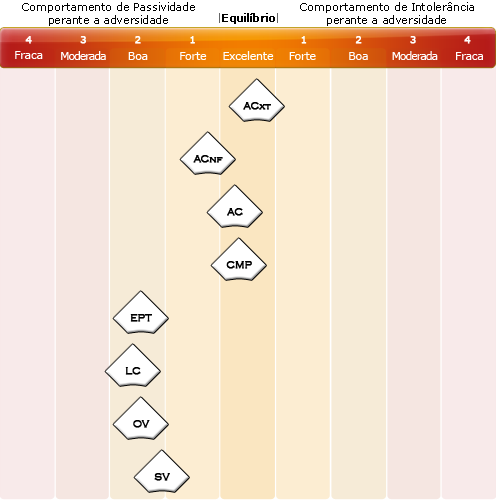 Comportamento de Passividade
perante a adversidade
|Equilíbrio|
Comportamento de Intolerância
perante a adversidade
4 3 2 1 1 2 3 4
Fraca Moderada Boa Forte Excelente Forte Boa Moderada Fraca
ACXT
ACNF
AC
CMP
EPT
LC
OV
SV